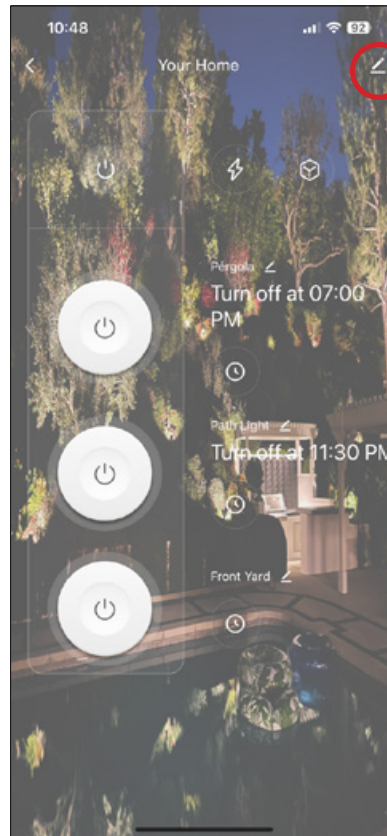 10:48
92
Your Home
Pérgola
Turn off at 07:00
PM
Path Light
Turn off at 11:30 PM
Front Yard